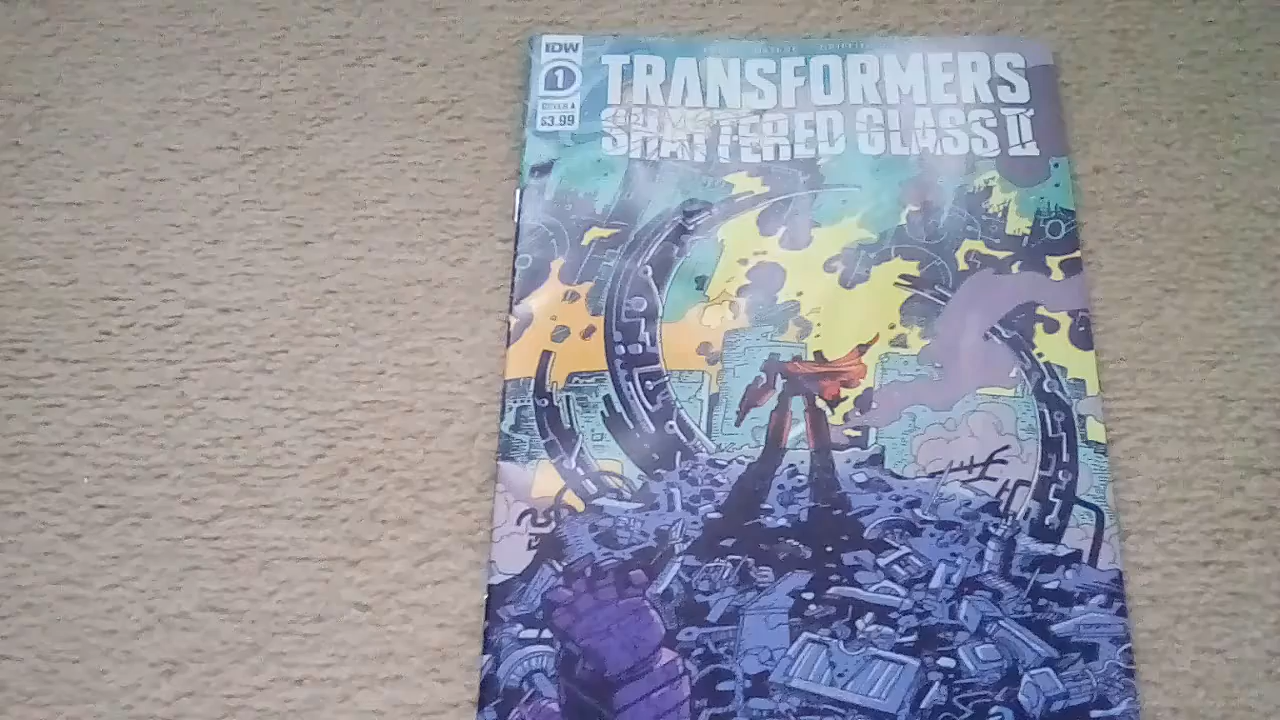 IDW
1
COVER A
$3.99
TRANSFORMERS
SHATTERED GLASS II